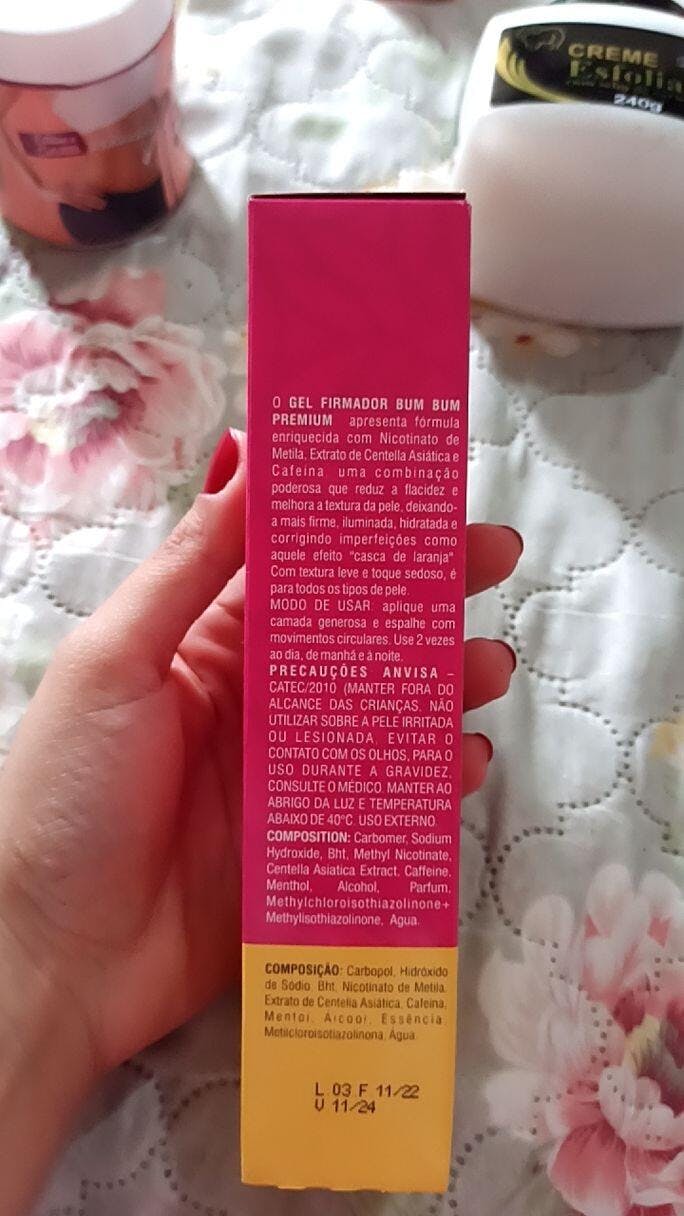 CREME
Esfolia
240g
O GEL FIRMADOR BUM BUM
PREMIUM apresenta fórmula
enriquecida com Nicotinato de
Metila, Extrato de Centella Asiática e
Cafeína, uma combinação
poderosa que reduz a flacidez e
melhora a textura da pele, deixando-
a mais firme, iluminada, hidratada e
corrigindo imperfeições como
aquele efeito "casca de laranja"
Com textura leve e toque sedoso, é
para todos os tipos de pele.
MODO DE USAR: aplique uma
camada generosa e espalhe com
movimentos circulares. Use 2 vezes
ao dia, de manhã e à noite.
PRECAUÇÕES ANVISA –
CATEC/2010 (MANTER FORA DO
ALCANCE DAS CRIANÇAS, NÃO
UTILIZAR SOBRE A PELE IRRITADA
OU LESIONADA, EVITAR O
CONTATO COM OS OLHOS, PARA O
USO DURANTE A GRAVIDEZ,
CONSULTE O MÉDICO. MANTER AO
ABRIGO DA LUZ E TEMPERATURA
ABAIXO DE 40°C. USO EXTERNO.
COMPOSITION: Carbomer, Sodium
Hydroxide, Bht, Methyl Nicotinate,
Centella Asiatica Extract, Caffeine,
Menthol, Alcohol, Parfum,
Methylchloroisothiazolinone+
Methylisothiazolinone, Agua.
COMPOSIÇÃO: Carbopol, Hidróxido
de Sódio, Bht, Nicotinato de Metila,
Extrato de Centella Asiática, Cafeína,
Mentol, Álcool, Essência,
Metilcloroisotiazolinona, Água.
L 03 F 11/22
V 11/24